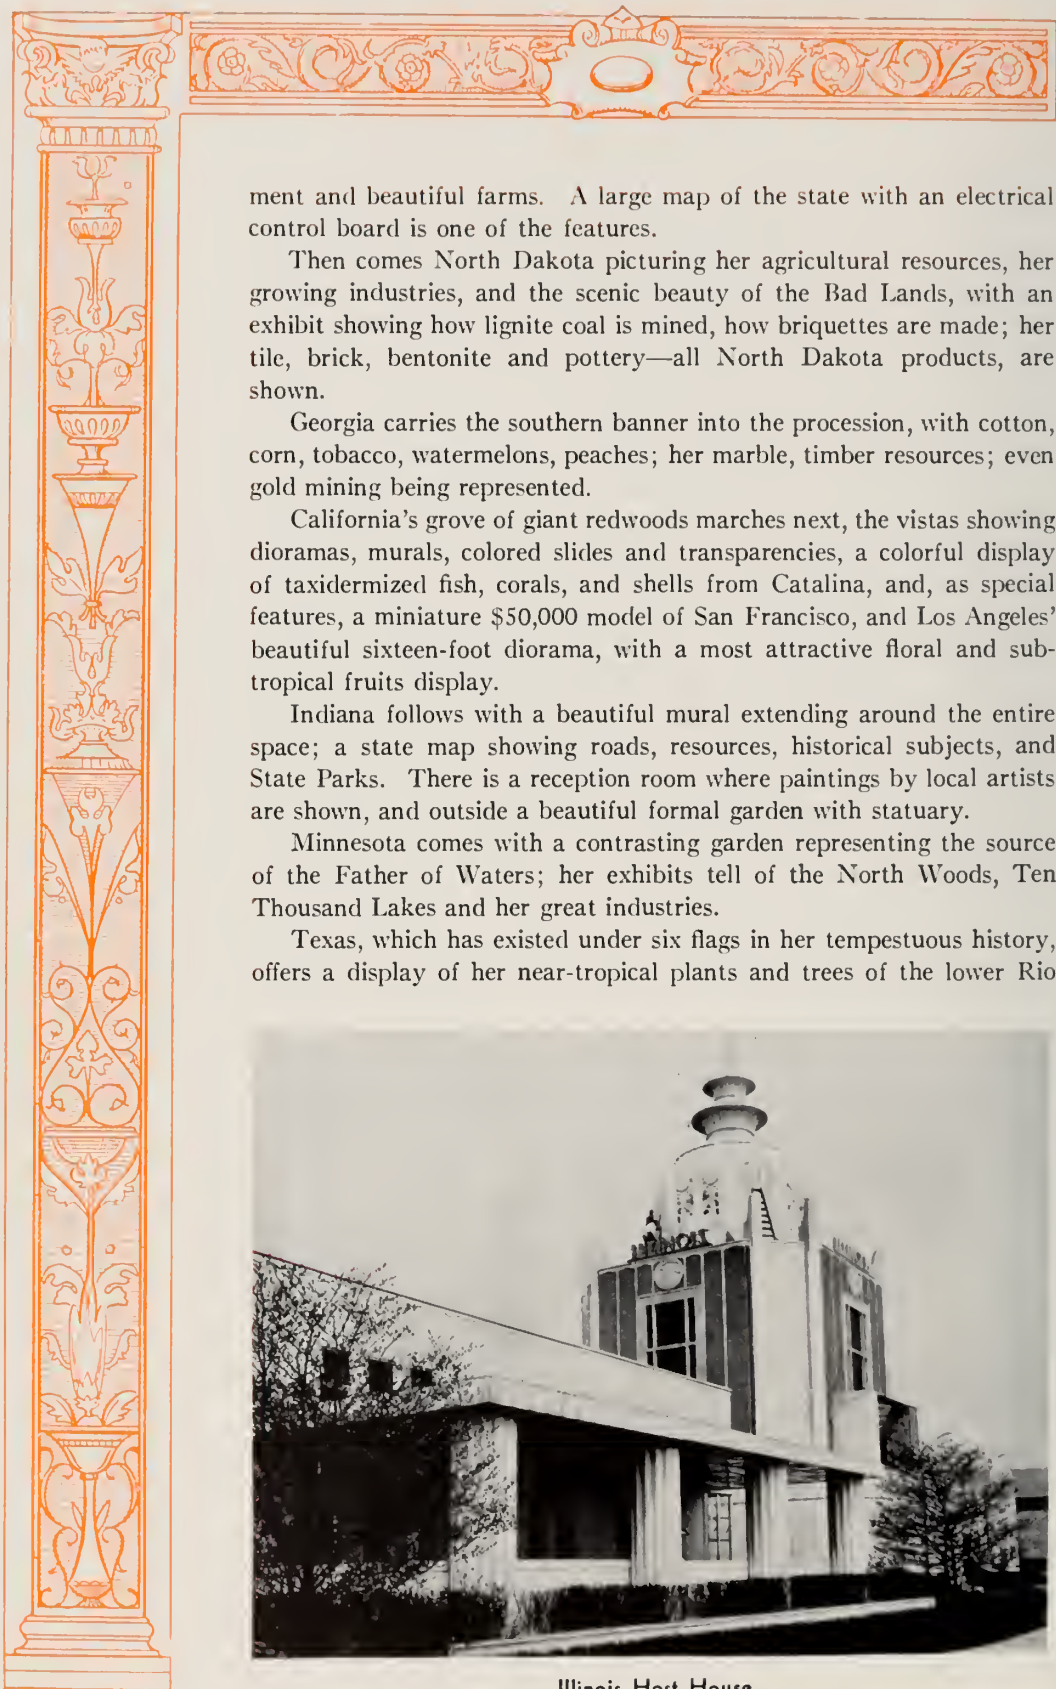 ment and beautiful farms. A large map of the state with an electrical
control board is one of the features.
Then comes North Dakota picturing her agricultural resources, her
growing industries, and the scenic beauty of the Bad Lands, with an
exhibit showing how lignite coal is mined, how briquettes are made; her
tile, brick, bentonite and pottery—all North Dakota products, are
shown.
Georgia carries the southern banner into the procession, with cotton,
corn, tobacco, watermelons, peaches; her marble, timber resources; even
gold mining being represented.
California's grove of giant redwoods marches next, the vistas showing
dioramas, murals, colored slides and transparencies, a colorful display
of taxidermized fish, corals, and shells from Catalina, and, as special
features, a miniature $50,000 model of San Francisco, and Los Angeles'
beautiful sixteen-foot diorama, with a most attractive floral and sub-
tropical fruits display.
Indiana follows with a beautiful mural extending around the entire
space; a state map showing roads, resources, historical subjects, and
State Parks. There is a reception room where paintings by local artists
are shown, and outside a beautiful formal garden with statuary.
Minnesota comes with a contrasting garden representing the source
of the Father of Waters; her exhibits tell of the North Woods, Ten
Thousand Lakes and her great industries.
Texas, which has existed under six flags in her tempestuous history,
offers a display of her near-tropical plants and trees of the lower Rio
Illinois Host House